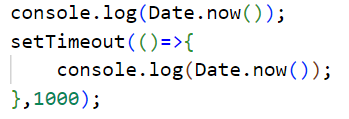 console.log(Date.now());
setTimeout(()=>{
    console.log(Date.now());
},1000);